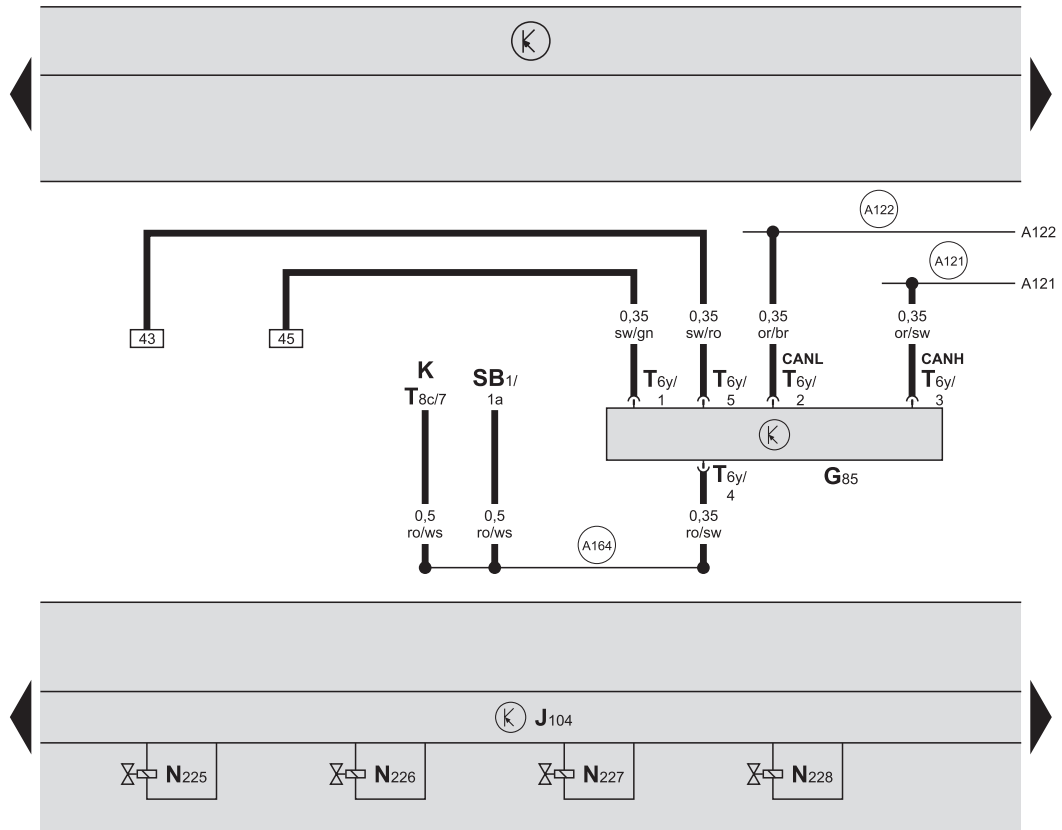 A122
A122
A121
A121
0,35
sw/gn
0,35
sw/ro
0,35
or/br
0,35
or/sw
43
45
CANL
CANH
K
T8c/7
SB1/
1a
T6y/
1
T6y/
5
T6y/
2
T6y/
3
T6y/
4
G85
0,5
ro/ws
0,5
ro/ws
A164
0,35
ro/sw
J104
N225
N226
N227
N228